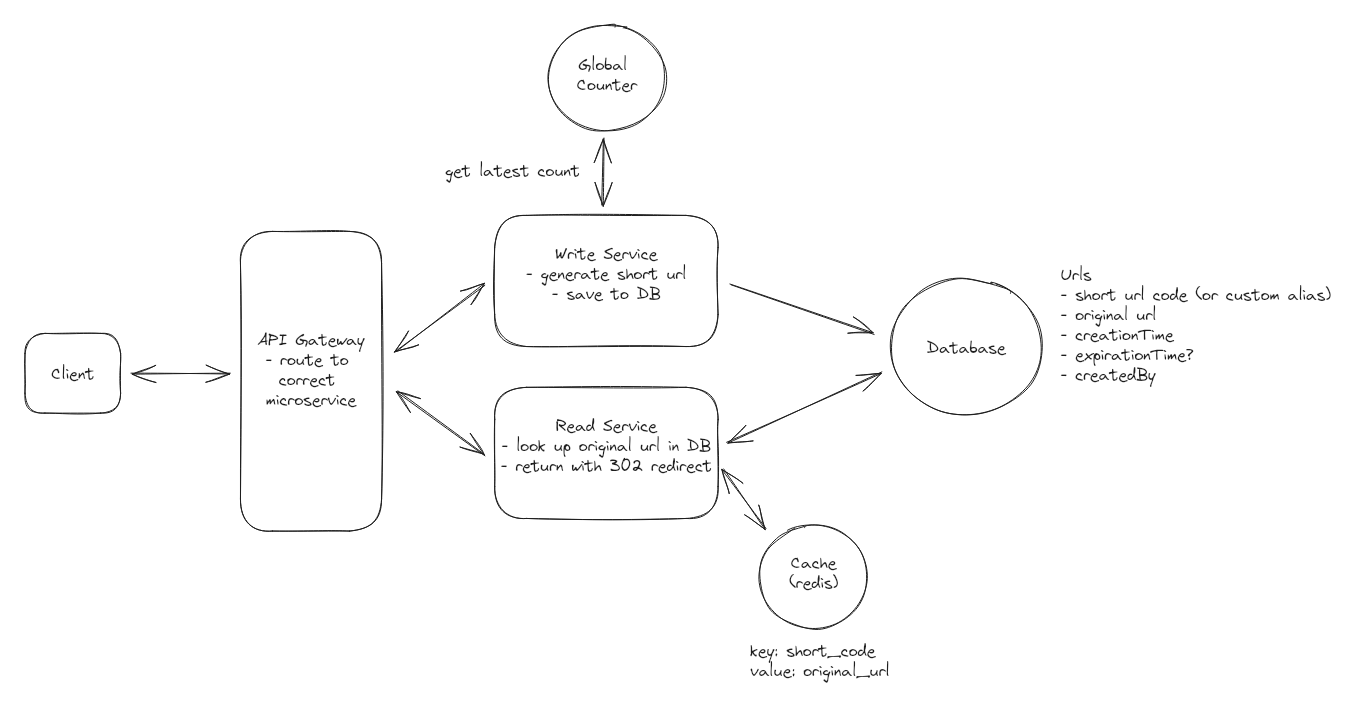 Global
Counter
get latest count
Write Service
- generate short url
- save to DB
Client
API Gateway
- route to
correct
microservice
Read Service
- look up original url in DB
- return with 302 redirect
Database
Urls
- short url code (or custom alias)
- original url
- creationTime
- expirationTime?
- createdBy
Cache
(redis)
key: short_code
value: original_url